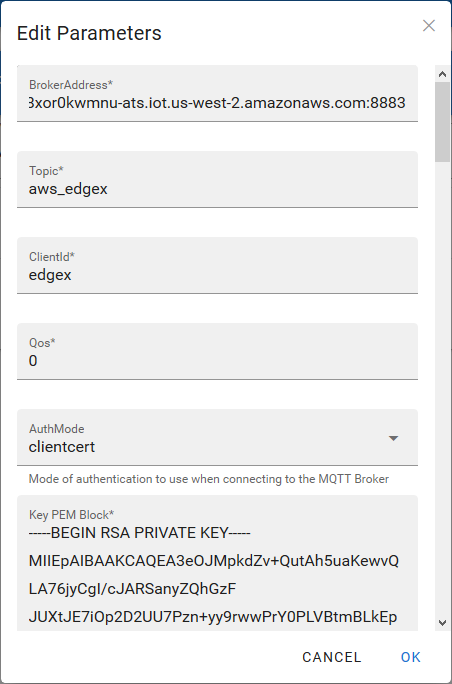 Edit Parameters
BrokerAddress*
3xor0kwmnu-ats.iot.us-west-2.amazonaws.com:8883
Topic*
aws_edgex
ClientId*
edgex
Qos*
0
AuthMode
clientcert
Mode of authentication to use when connecting to the MQTT Broker
Key PEM Block*
-----BEGIN RSA PRIVATE KEY-----
MIIEpAIBAAKCAQEA3eOJMpkdZv+QutAh5uaKewvQ
LA76jyCgI/cJARSanyZQhGzF
JUXtJE7iOp2D2UU7Pzn+yy9rwwPrY0PLVBtmBLkEp
CANCEL OK